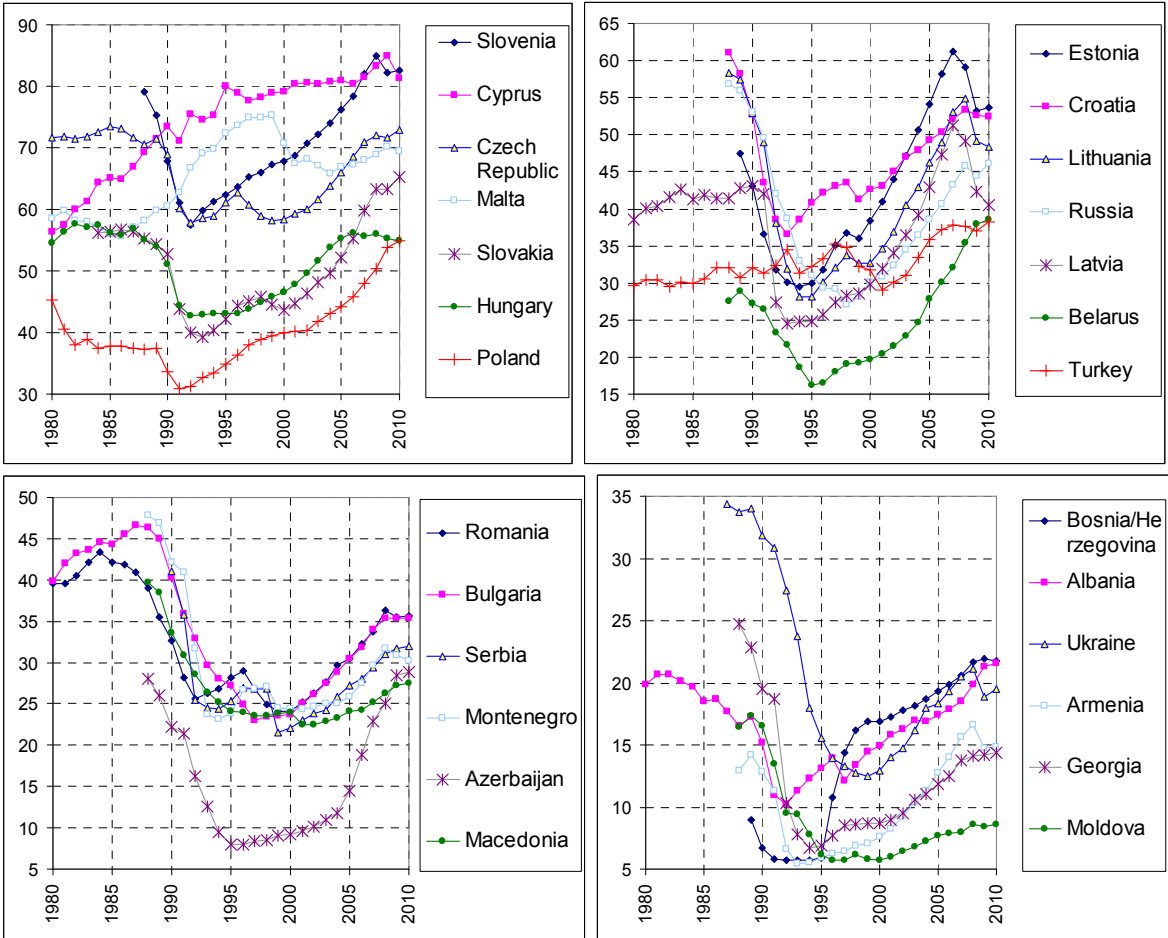 90
80
70
60
50
40
30
1980
1985
1990
1995
2000
2005
2010
Slovenia
Cyprus
Czech
Republic
Malta
Slovakia
Hungary
Poland
65
60
55
50
45
40
35
30
25
20
15
1980
1985
1990
1995
2000
2005
2010
Estonia
Croatia
Lithuania
Russia
Latvia
Belarus
Turkey
50
45
40
35
30
25
20
15
10
5
1980
1985
1990
1995
2000
2005
2010
Romania
Bulgaria
Serbia
Montenegro
Azerbaijan
Macedonia
35
30
25
20
15
10
5
1980
1985
1990
1995
2000
2005
2010
Bosnia/He
rzegovina
Albania
Ukraine
Armenia
Georgia
Moldova